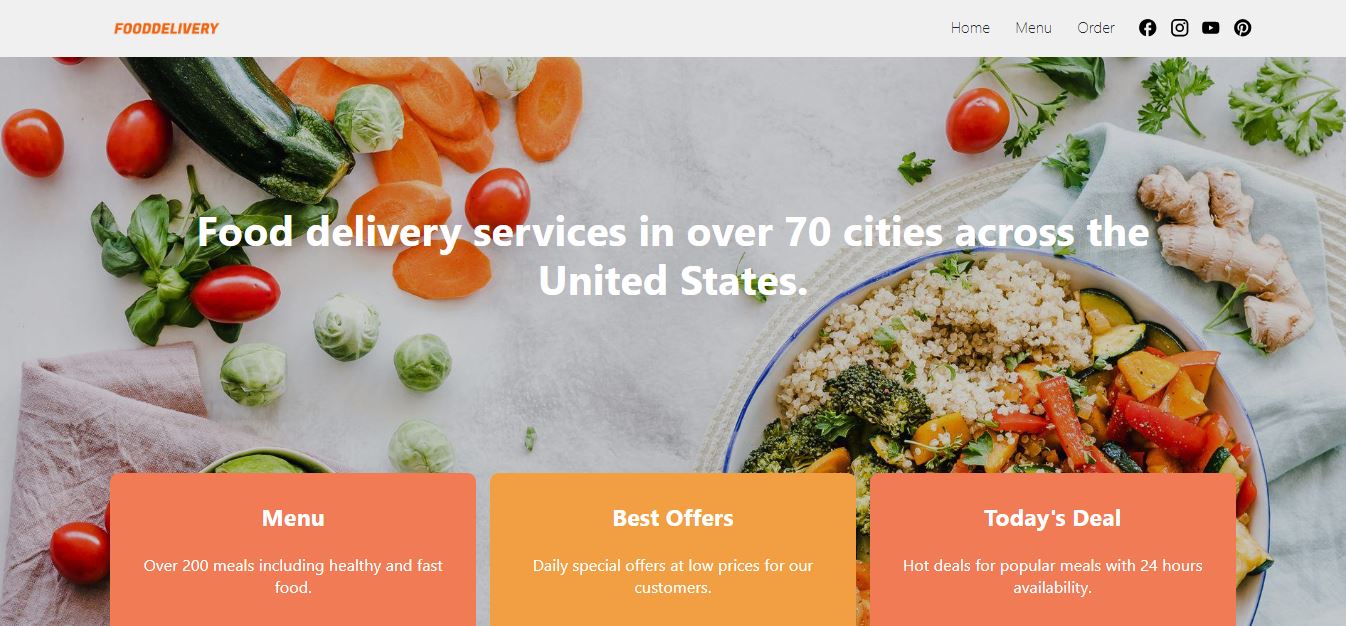 FOODDELIVERY
Home Menu Order
Food delivery services in over 70 cities across the
United States.
Menu
Over 200 meals including healthy and fast
food.
Best Offers
Daily special offers at low prices for our
customers.
Today's Deal
Hot deals for popular meals with 24 hours
availability.